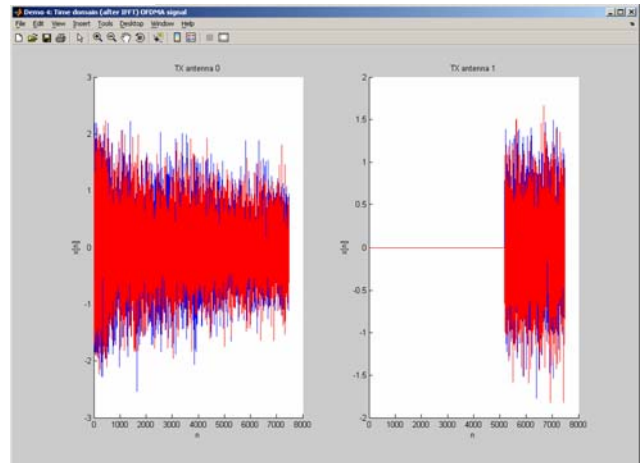 Demo 4: Time domain (after IFFT) OFDMA signal
File Edit View Insert Tools Desktop Window Help
TX antenna 0
3
2
1
0
-1
-2
-3
x[n]
0 1000 2000 3000 4000 5000 6000 7000 8000
n
TX antenna 1
2
1.5
1
0.5
0
-0.5
-1
-1.5
-2
x[n]
0 1000 2000 3000 4000 5000 6000 7000 8000
n